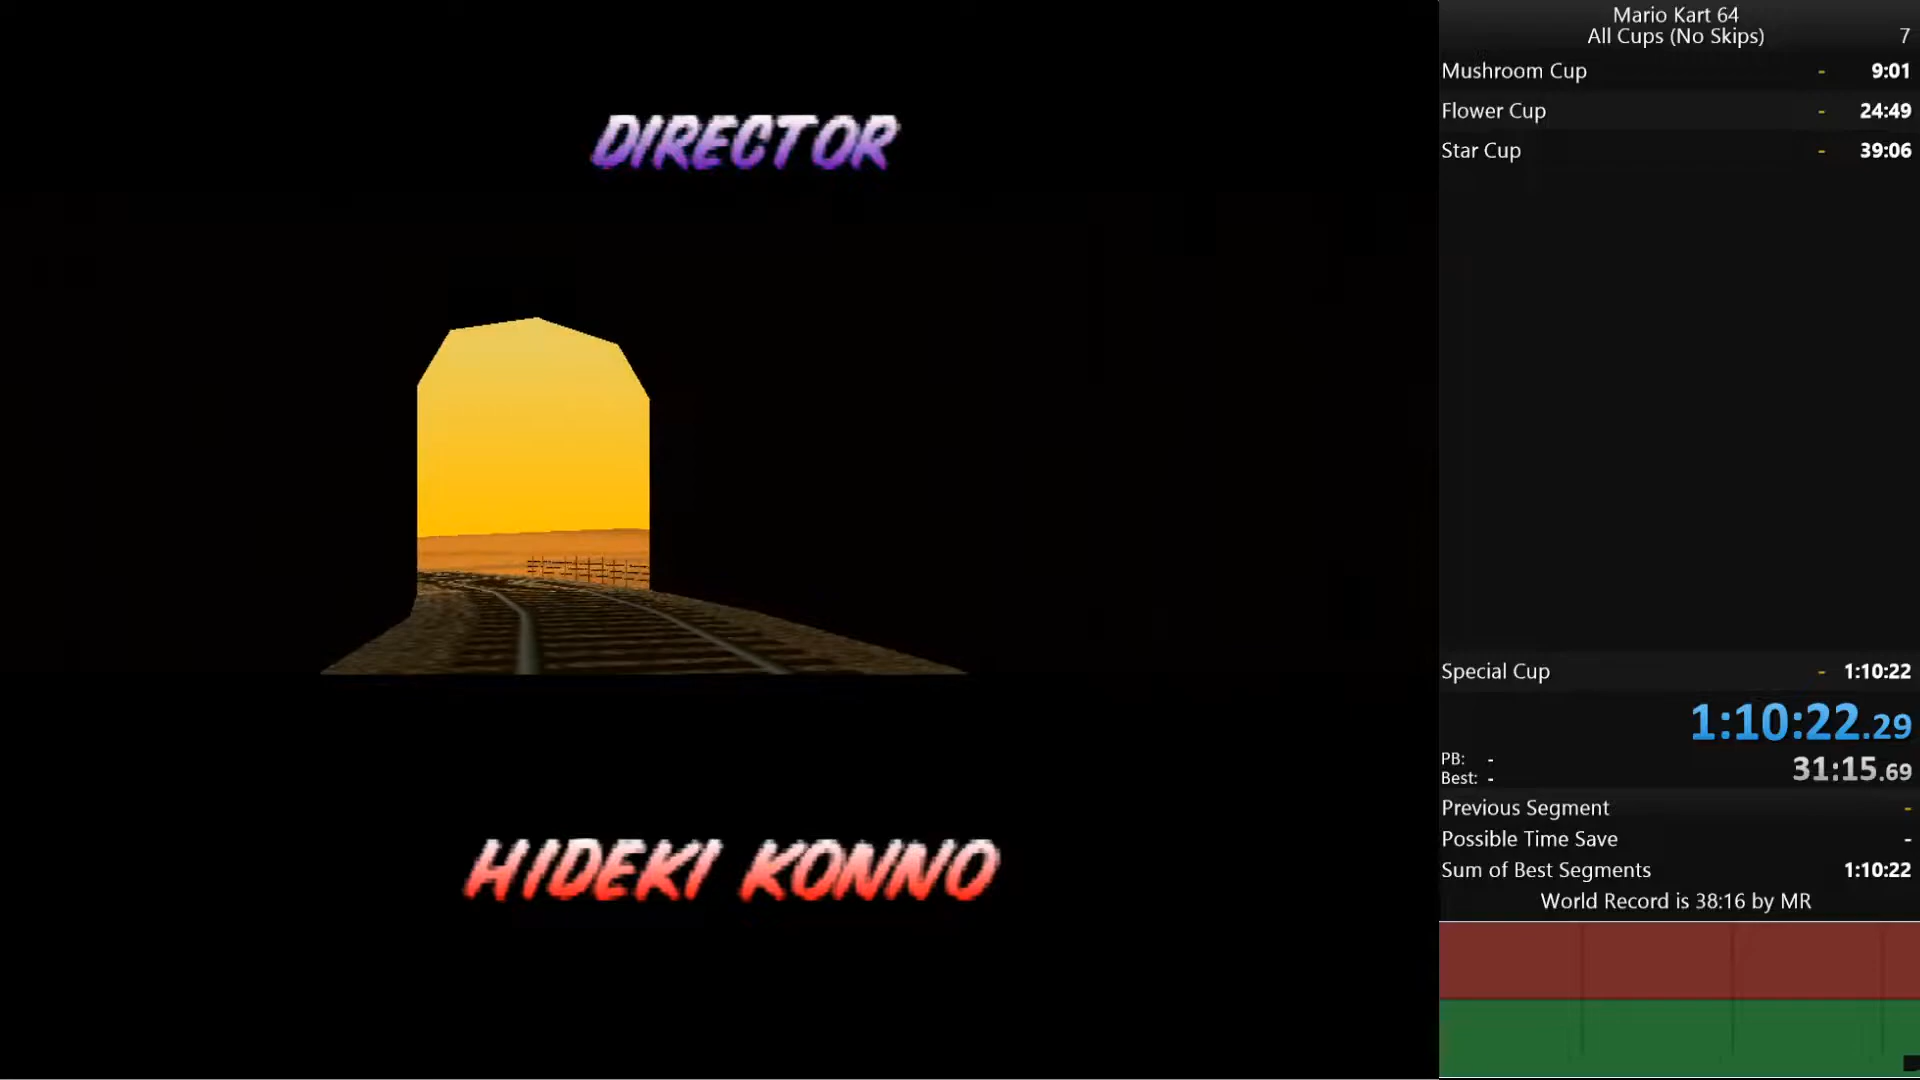 DIRECTOR
HIDEKI KONNO
Mario Kart 64
All Cups (No Skips) 7
Mushroom Cup - 9:01
Flower Cup - 24:49
Star Cup - 39:06
Special Cup - 1:10:22
1:10:22.29
PB: -
Best: -
31:15.69
Previous Segment -
Possible Time Save -
Sum of Best Segments 1:10:22
World Record is 38:16 by MR